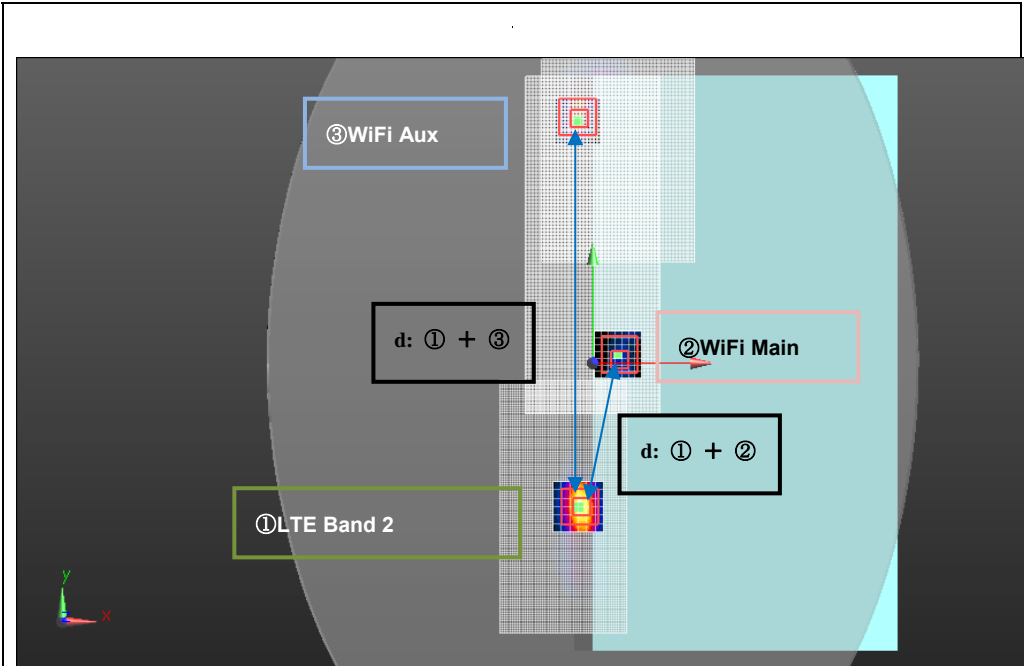 ③WiFi Aux
d: ① + ③
②WiFi Main
d: ① + ②
①LTE Band 2
y
x